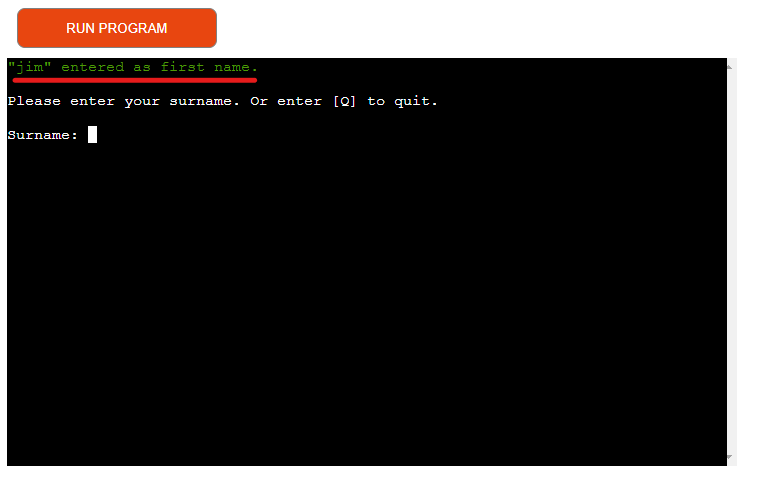 RUN PROGRAM
"jim" entered as first name.
Please enter your surname. Or enter [Q] to quit.
Surname: